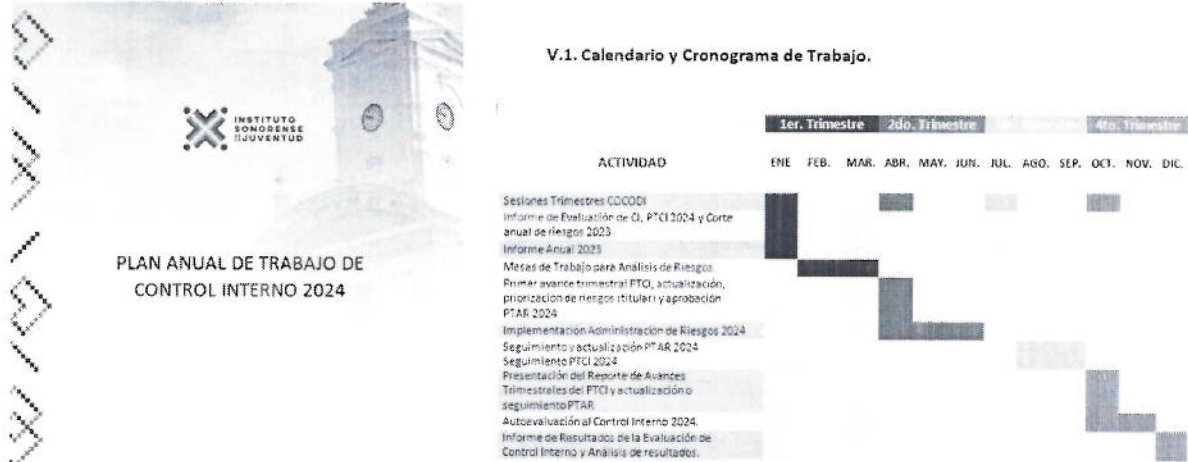 INSTITUTO
SONORENSE
DE LA JUVENTUD
PLAN ANUAL DE TRABAJO DE
CONTROL INTERNO 2024
V.1. Calendario y Cronograma de Trabajo.
1er. Trimestre 2do. Trimestre 4to. Trimestre
ACTIVIDAD ENE FEB. MAR. ABR. MAY. JUN. JUL. AGO. SEP. OCT. NOV. DIC.
Sesiones Trimestres COCODI
Informe de Evaluación de CI, PTCI 2024 y Corte
anual de riesgos 2023
Informe Anual 2023
Mesas de Trabajo para Análisis de Riesgos
Primer avance trimestral PTCI, actualización,
priorización de riesgos (titular) y aprobación
PTAR 2024
Implementación Administración de Riesgos 2024
Seguimiento y actualización PTAR 2024
Seguimiento PTCI 2024
Presentación del Reporte de Avances
Trimestrales del PTCI y actualización o
seguimiento PTAR
Autoevaluación al Control Interno 2024.
Informe de Resultados de la Evaluación de
Control Interno y Análisis de resultados.